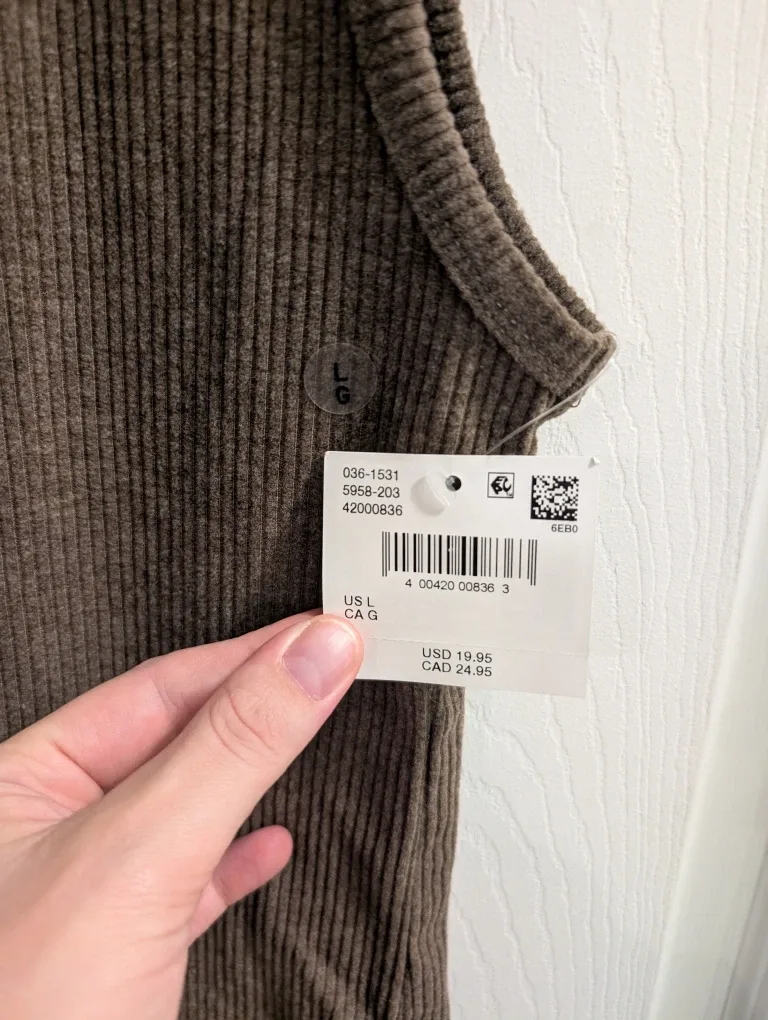 L
G
036-1531
5958-203
42000836
6EB0
4 00420 00836 3
US L
CA G
USD 19.95
CAD 24.95